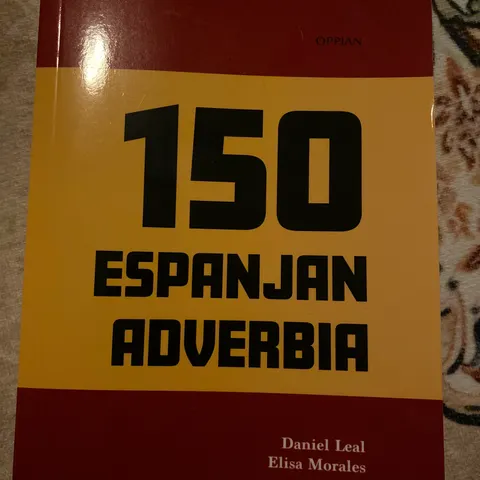 OPPIAN
150
ESPANJAN
ADVERBIA
Daniel Leal
Elisa Morales